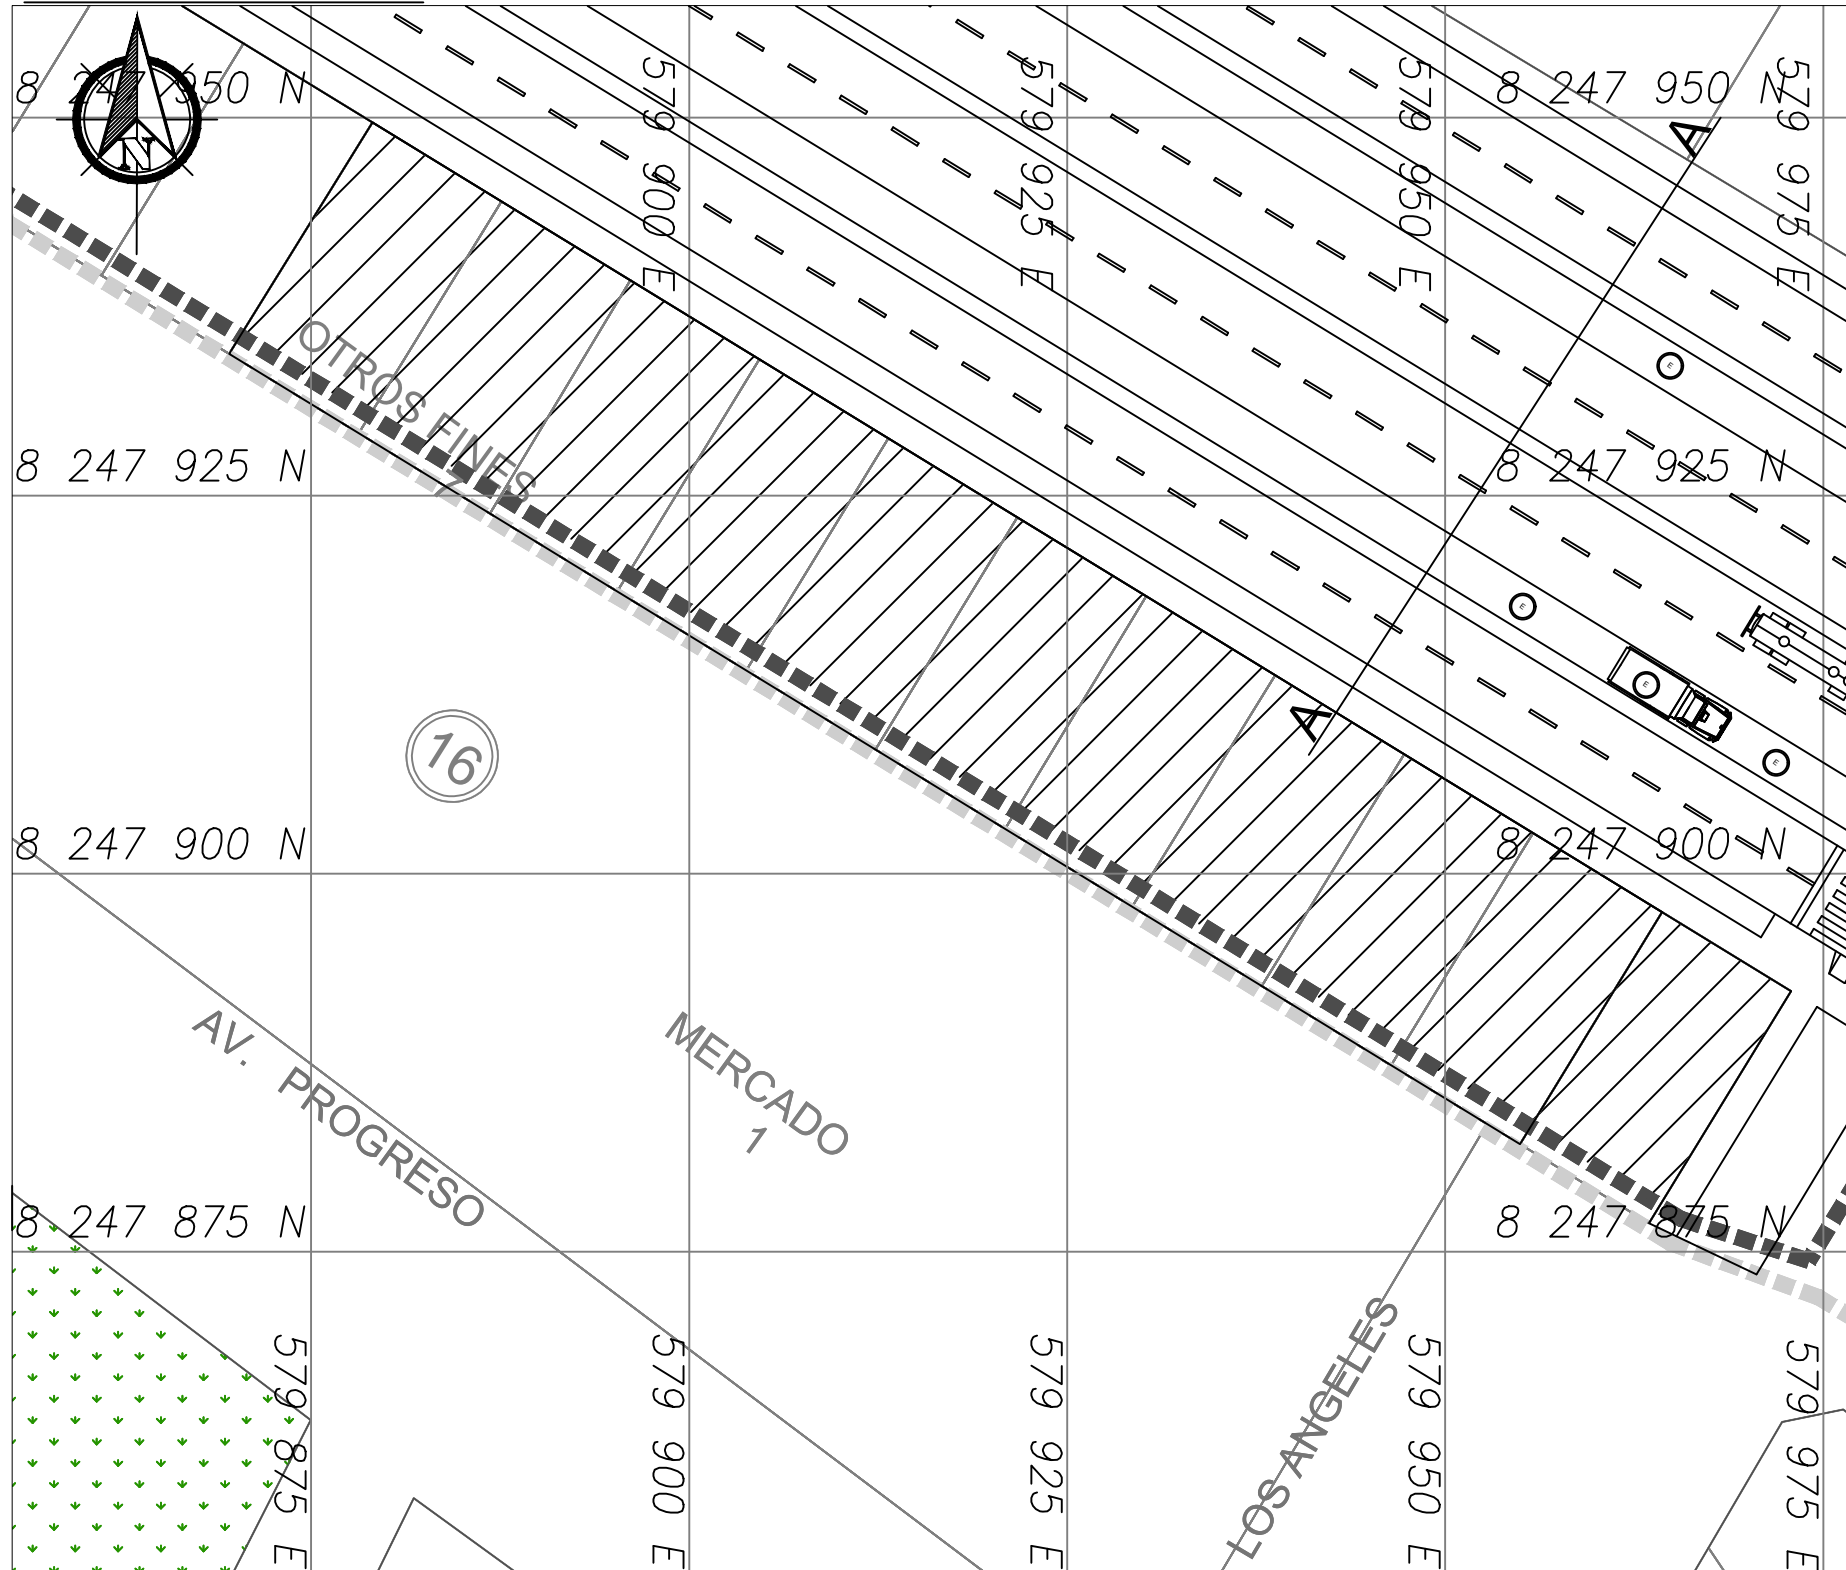 N
8 247 950 N
8 247 950 N
579 900 E
579 925 E
579 950 E
579 975 E
A
E
OTROS FINES
7
8 247 925 N
8 247 925 N
E
E
E
A
16
8 247 900 N
8 247 900 N
AV. PROGRESO
MERCADO
1
8 247 875 N
8 247 875 N
LOS ANGELES
579 875 E
579 900 E
579 925 E
579 950 E
579 975 E